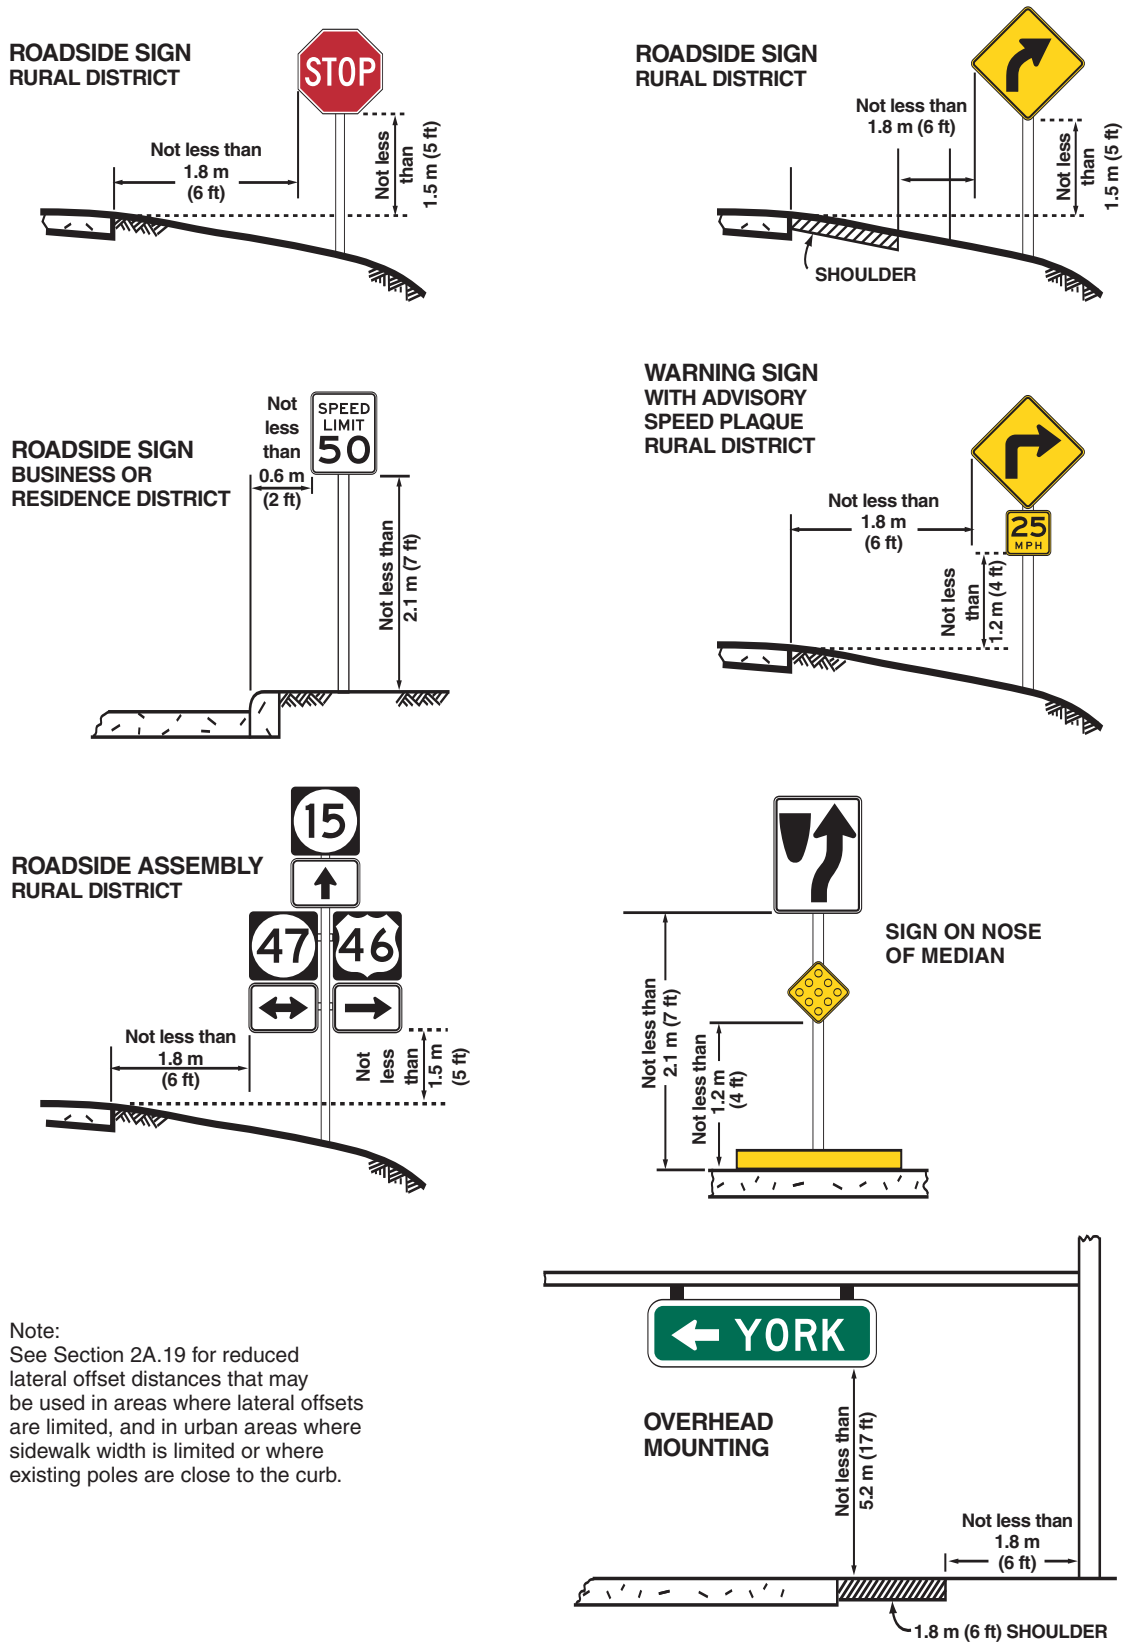 ROADSIDE SIGN
RURAL DISTRICT
STOP
Not less than
1.8 m
(6 ft)
Not less
than
1.5 m (5 ft)
ROADSIDE SIGN
RURAL DISTRICT
Not less than
1.8 m (6 ft)
Not less
than
1.5 m (5 ft)
SHOULDER
ROADSIDE SIGN
BUSINESS OR
RESIDENCE DISTRICT
Not
less
than
0.6 m
(2 ft)
SPEED
LIMIT
50
Not less than
2.1 m (7 ft)
WARNING SIGN
WITH ADVISORY
SPEED PLAQUE
RURAL DISTRICT
Not less than
1.8 m
(6 ft)
25
MPH
Not less
than
1.2 m (4 ft)
ROADSIDE ASSEMBLY
RURAL DISTRICT
15
47
46
Not less than
1.8 m
(6 ft)
Not
less
than
1.5 m
(5 ft)
SIGN ON NOSE
OF MEDIAN
Not less than
2.1 m (7 ft)
Not less than
1.2 m
(4 ft)
Note:
See Section 2A.19 for reduced
lateral offset distances that may
be used in areas where lateral offsets
are limited, and in urban areas where
sidewalk width is limited or where
existing poles are close to the curb.
YORK
OVERHEAD
MOUNTING
Not less than
5.2 m (17 ft)
Not less than
1.8 m
(6 ft)
1.8 m (6 ft) SHOULDER